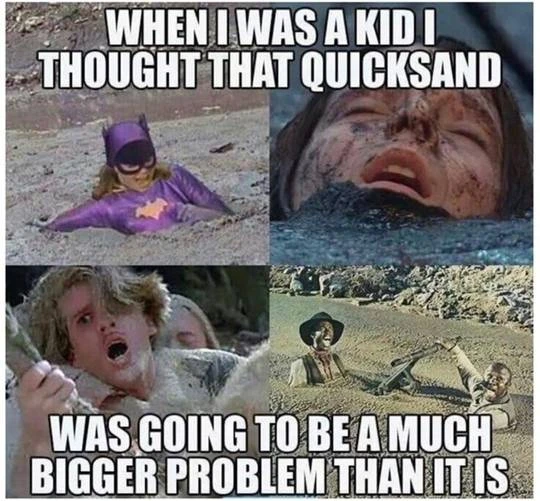 WHEN I WAS A KID I
THOUGHT THAT QUICKSAND
WAS GOING TO BE A MUCH
BIGGER PROBLEM THAN IT IS